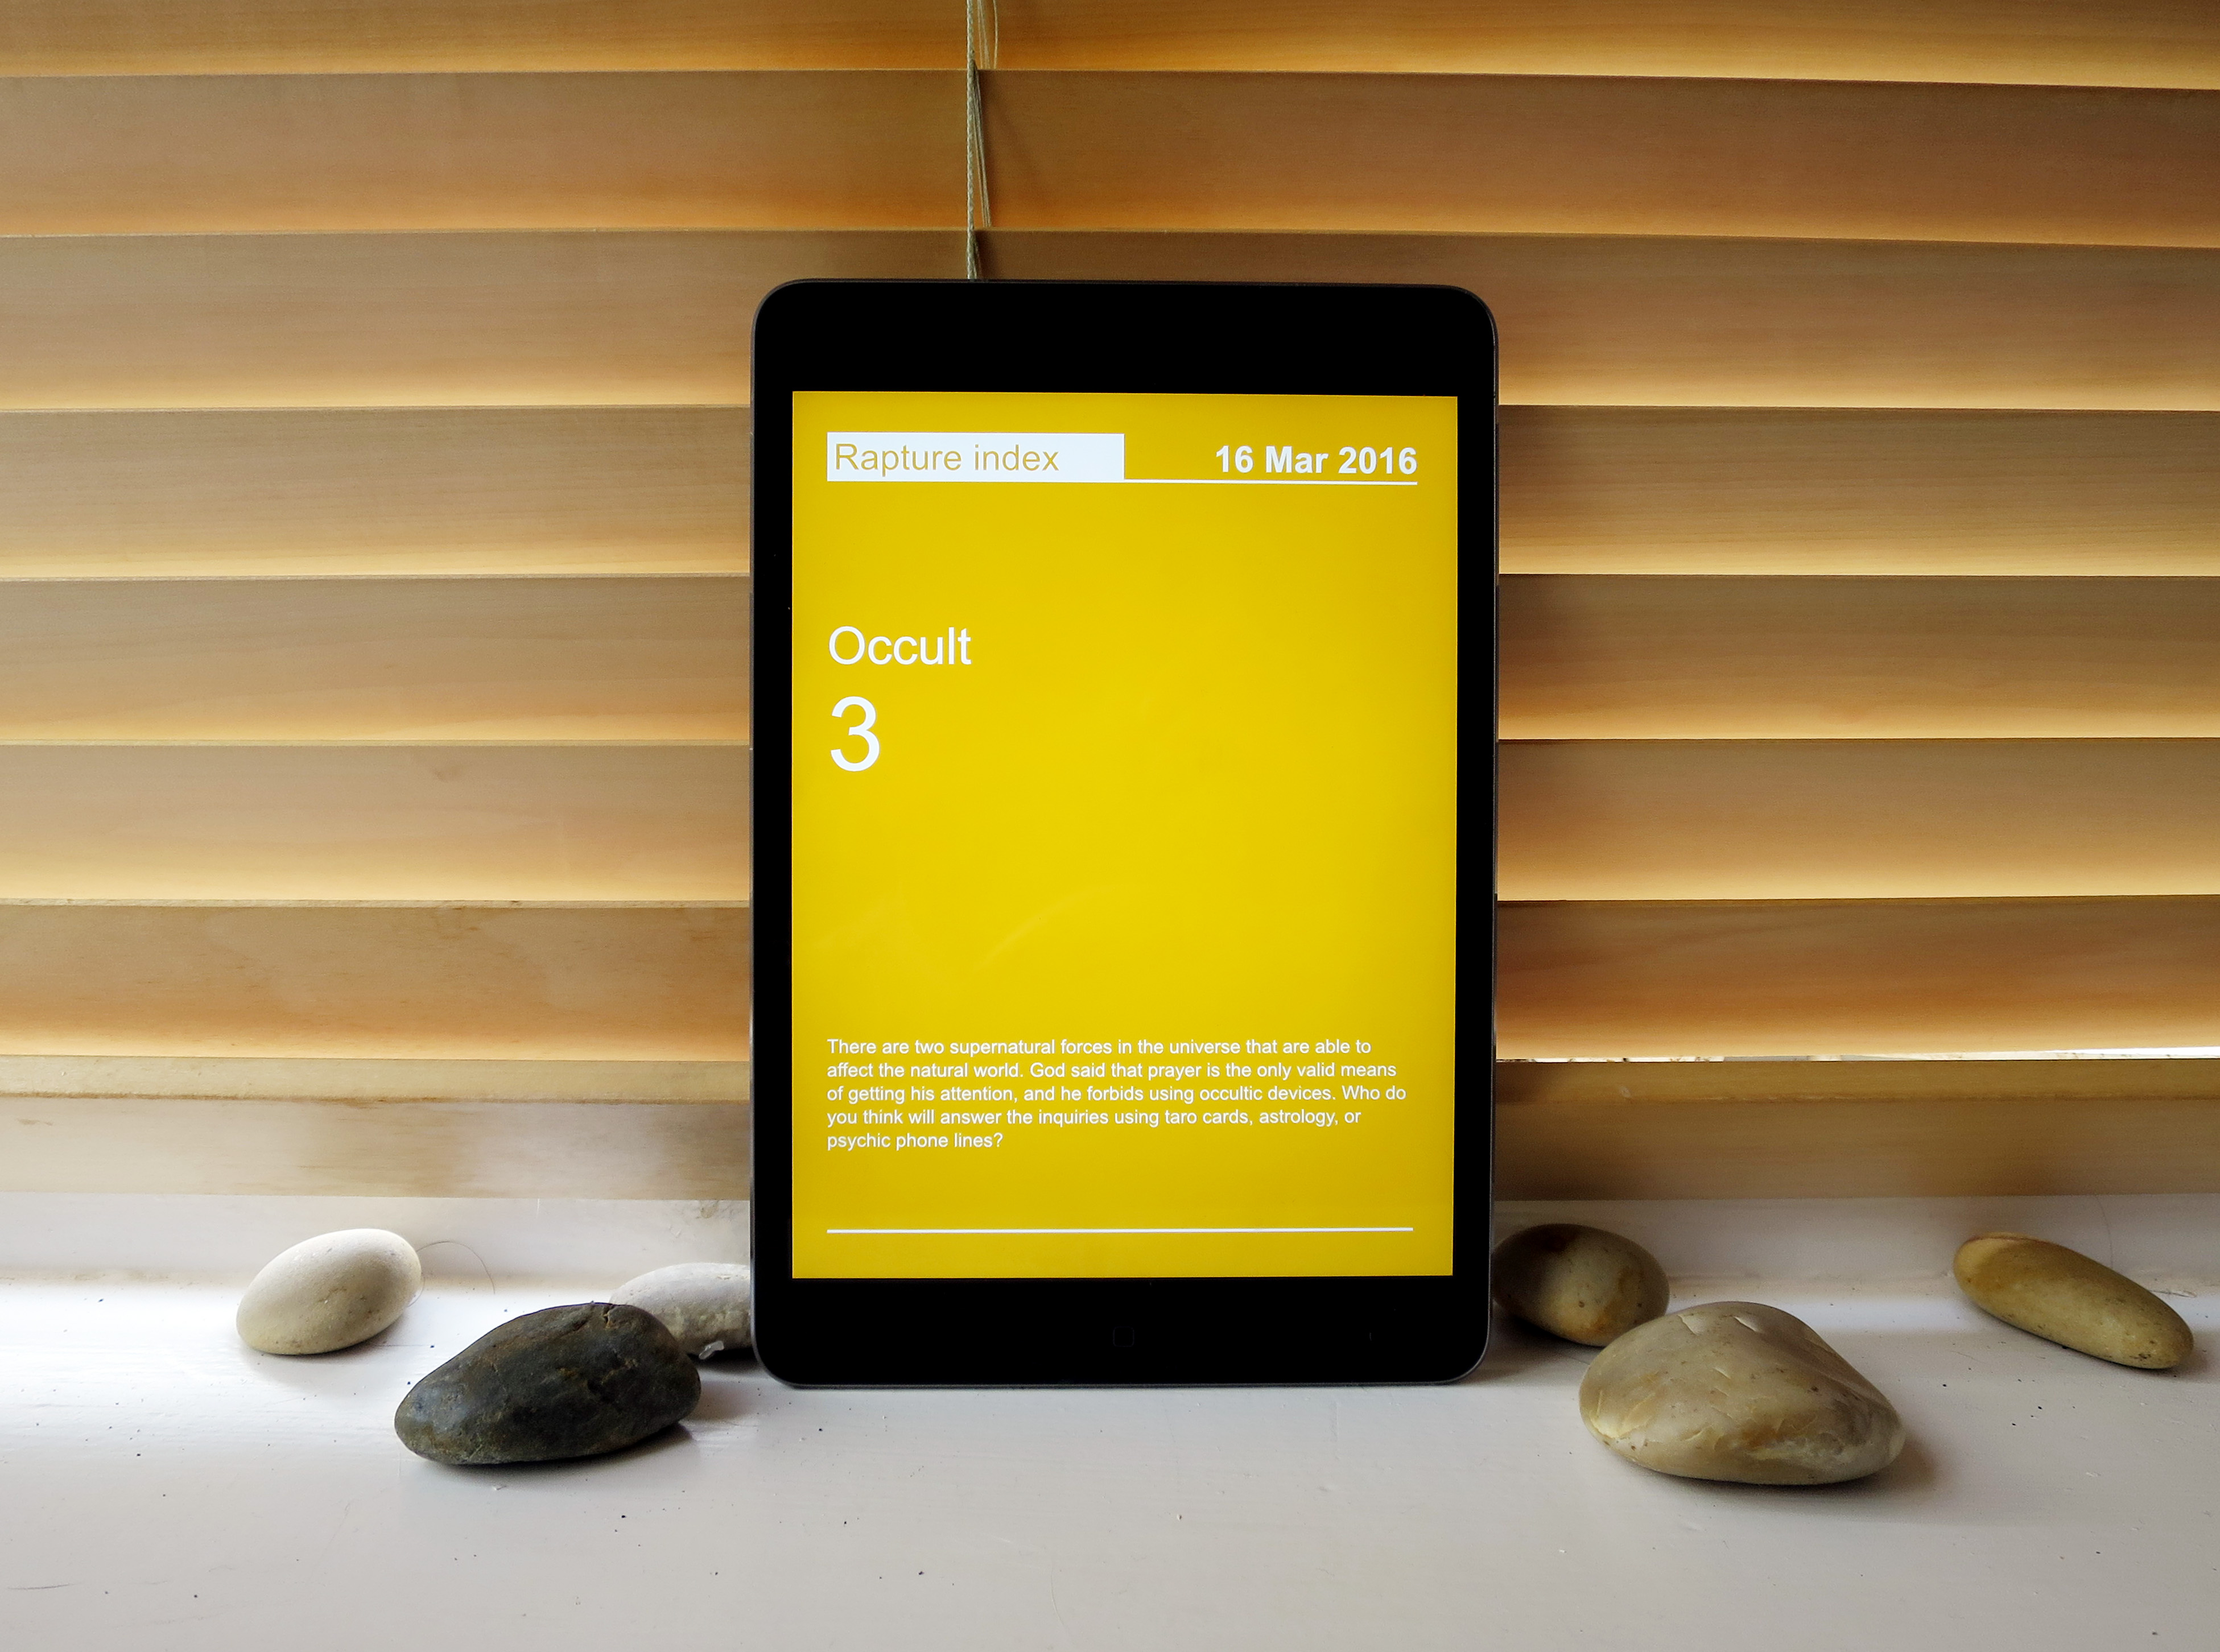 Rapture index 16 Mar 2016
Occult
3
There are two supernatural forces in the universe that are able to
affect the natural world. God said that prayer is the only valid means
of getting his attention, and he forbids using occultic devices. Who do
you think will answer the inquiries using taro cards, astrology, or
psychic phone lines?